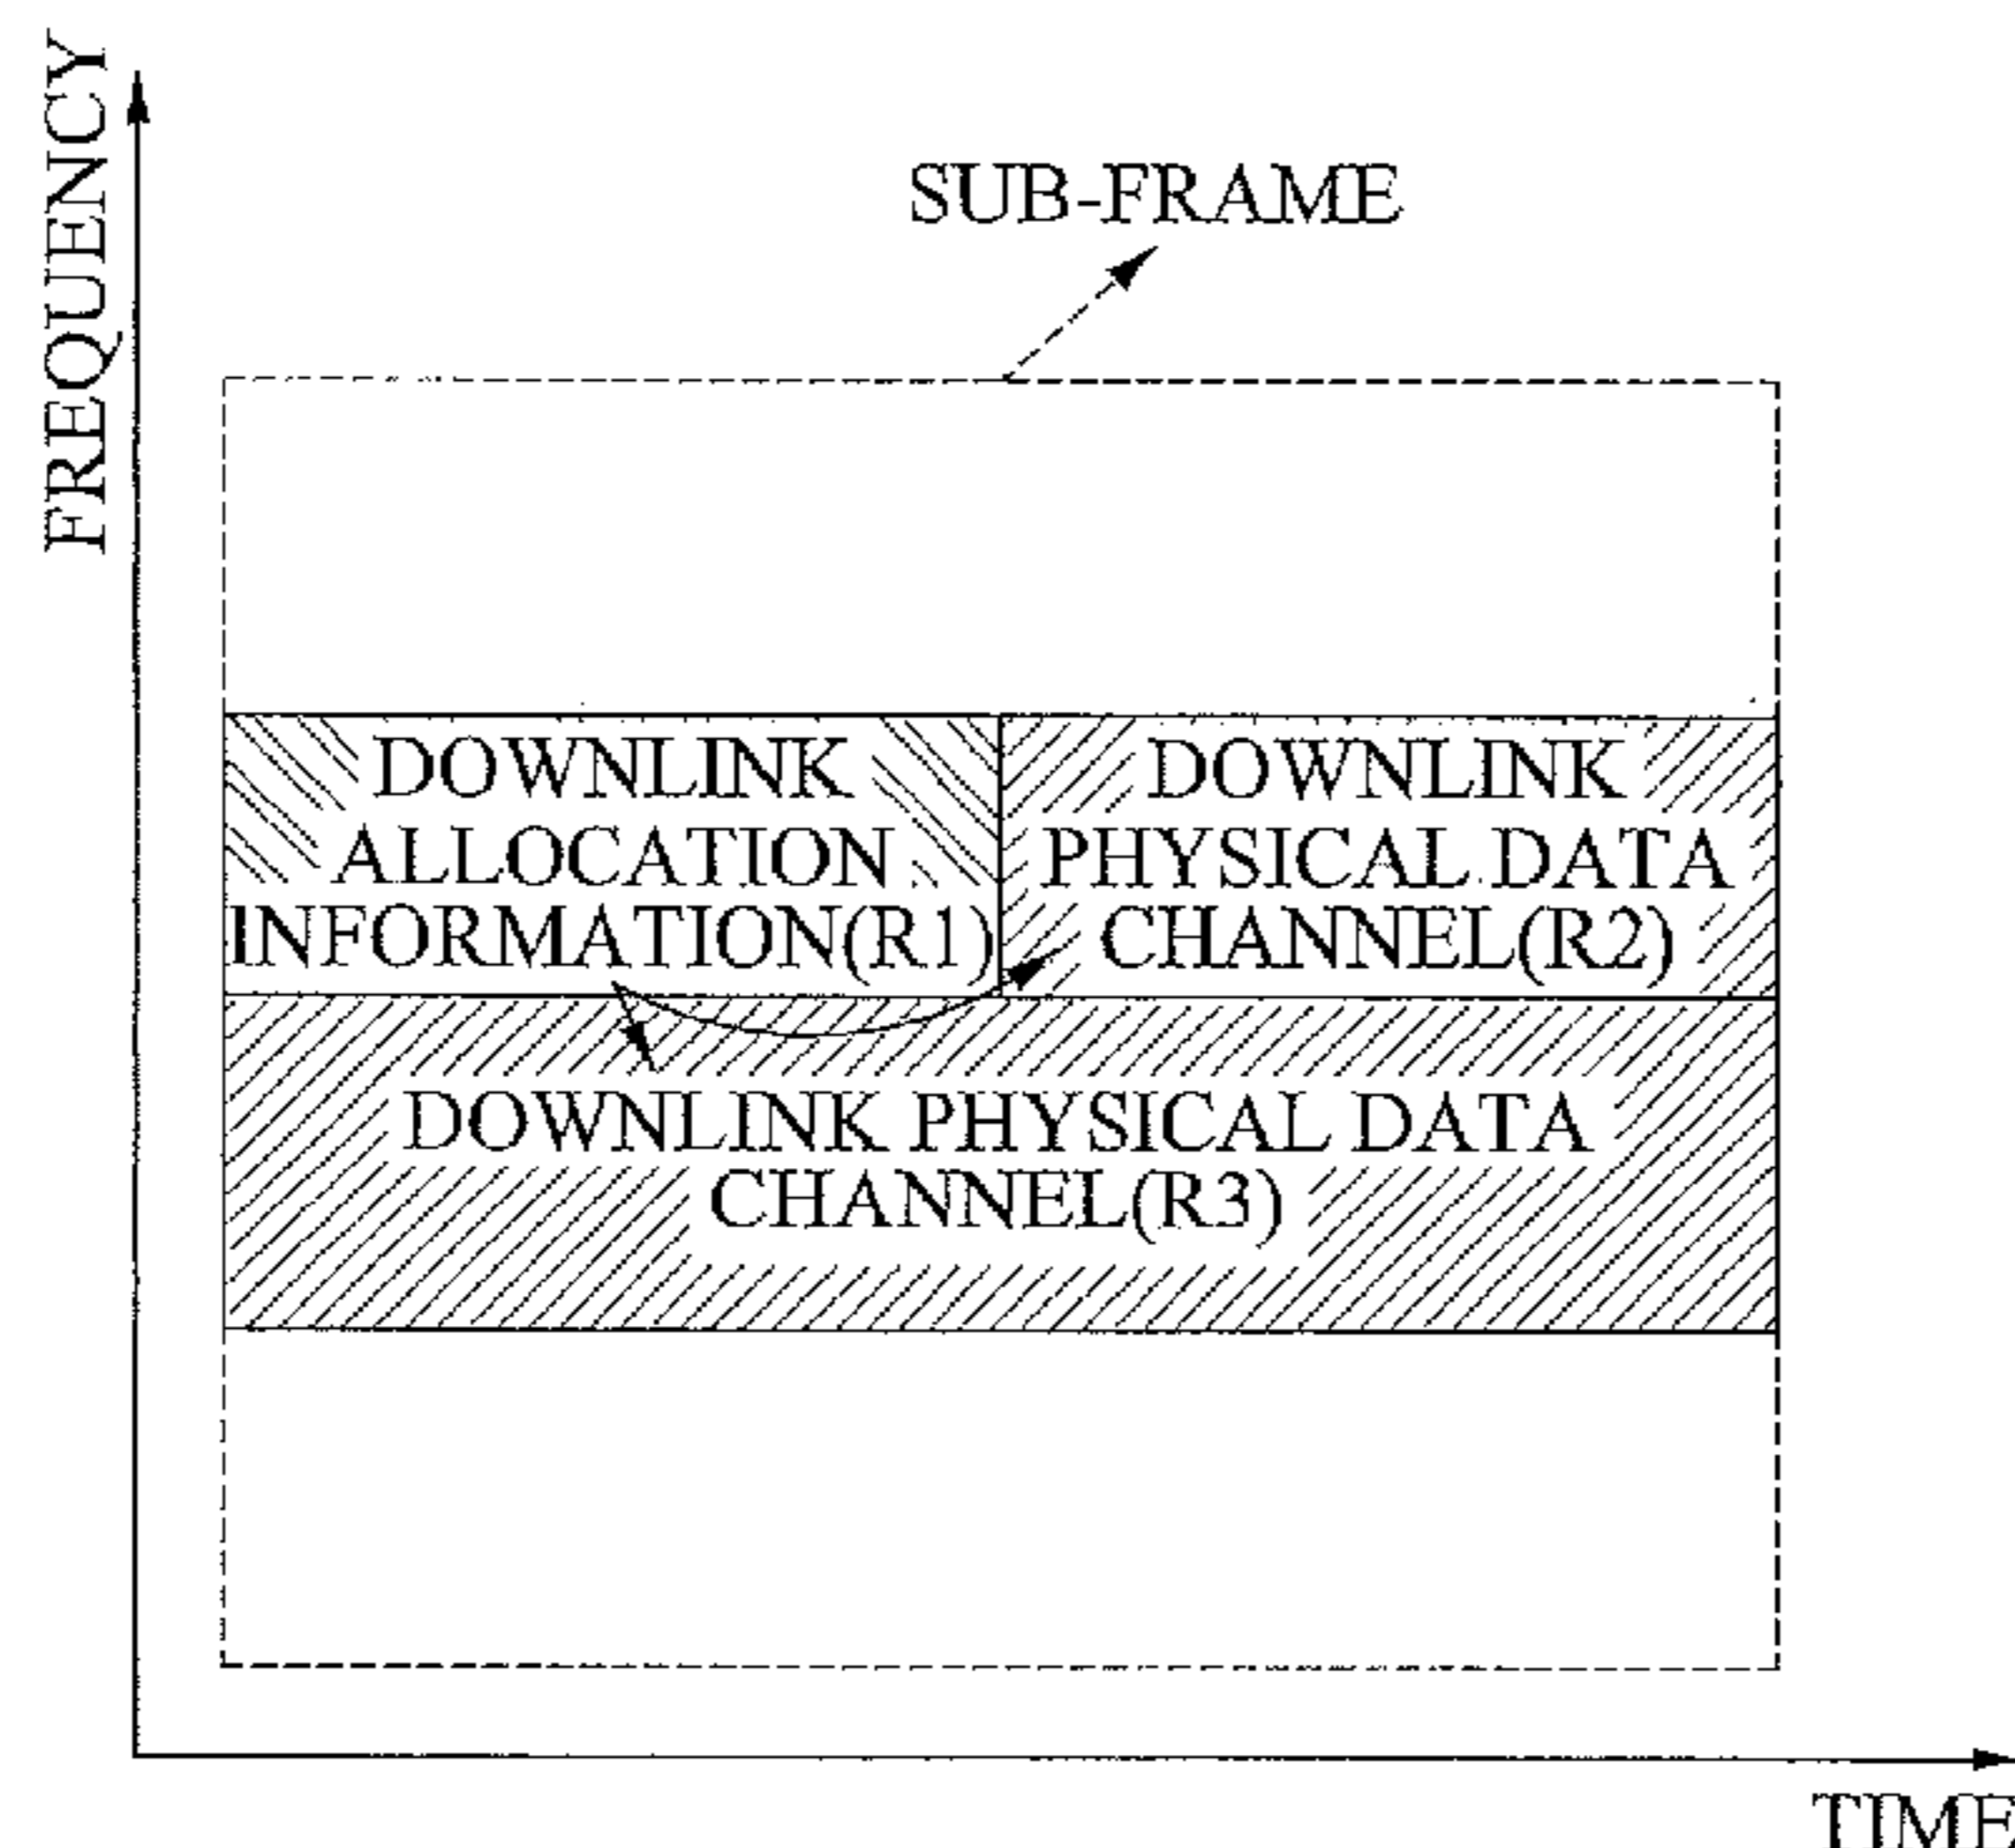 FREQUENCY
SUB-FRAME
DOWNLINK
ALLOCATION
INFORMATION(R1)
DOWNLINK
PHYSICAL DATA
CHANNEL(R2)
DOWNLINK PHYSICAL DATA
CHANNEL(R3)
TIME